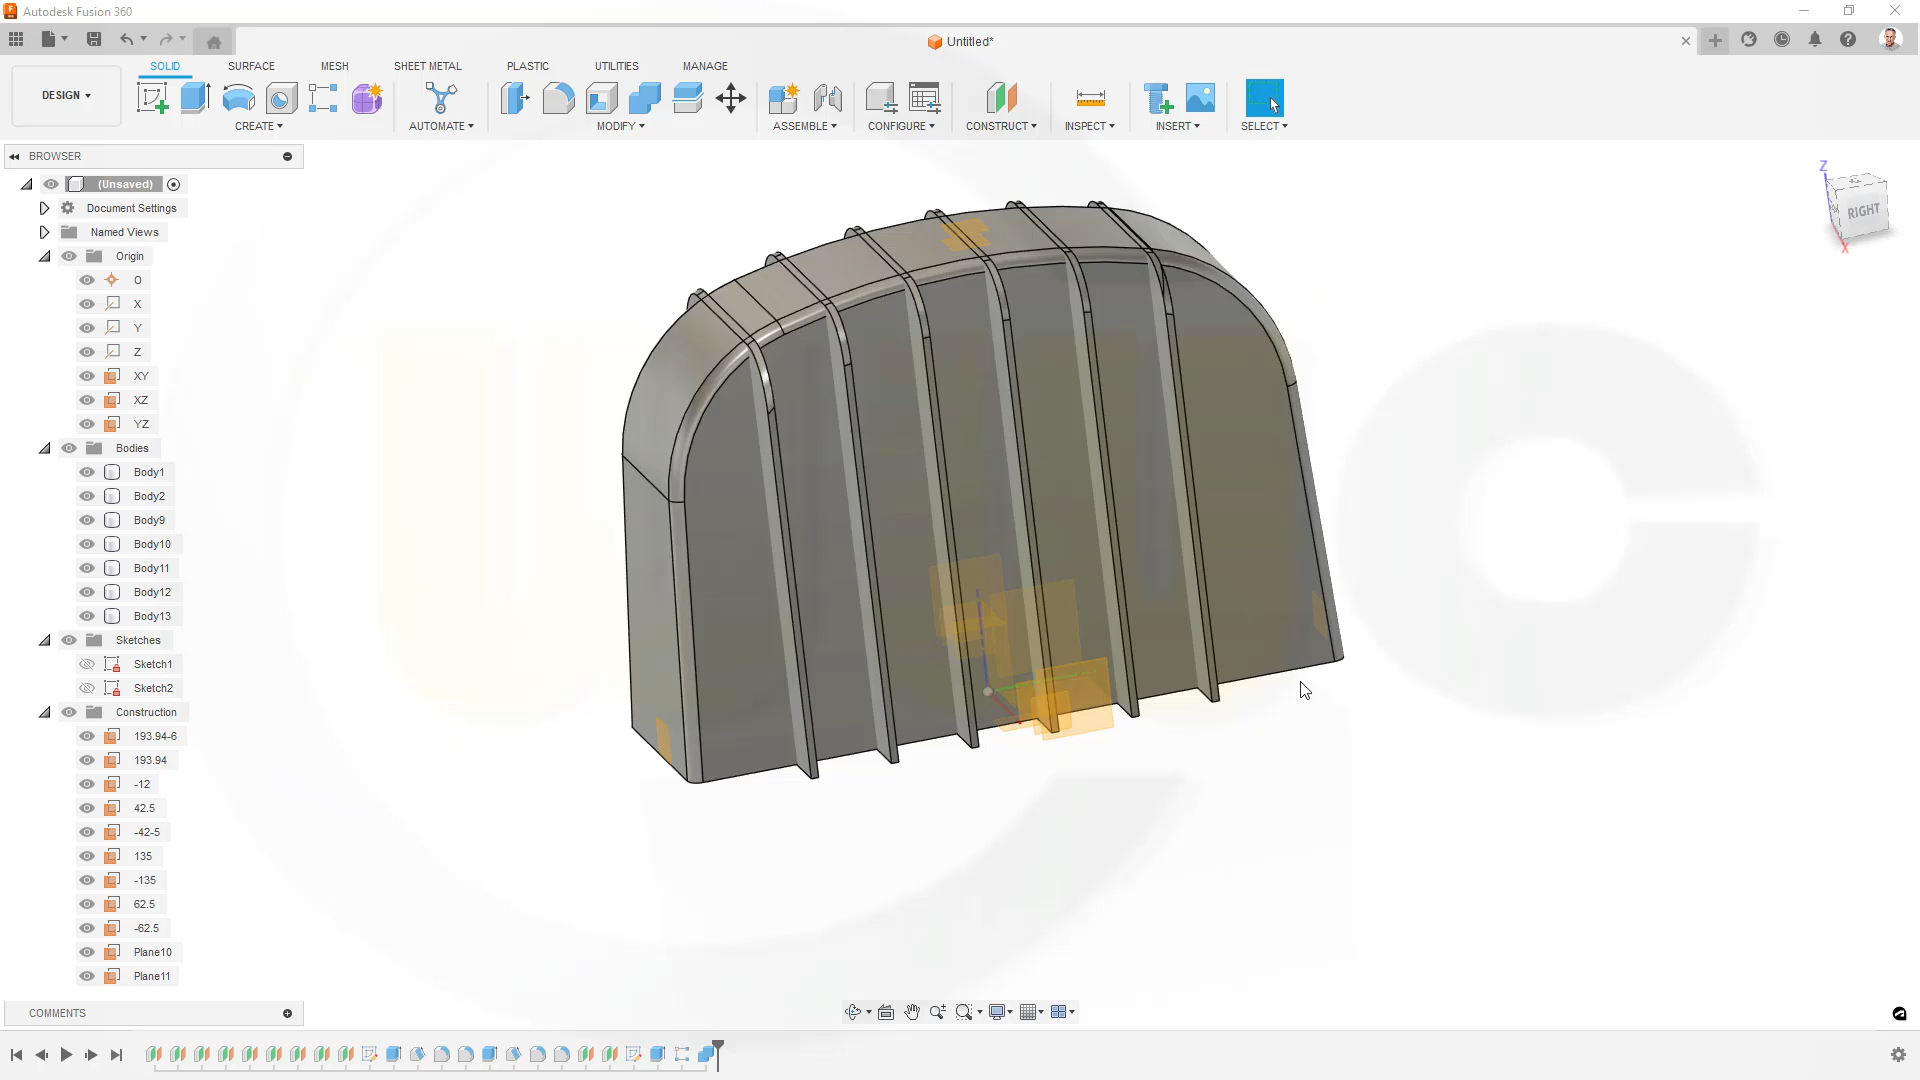 Autodesk Fusion 360
Untitled*
DESIGN
SOLID SURFACE MESH SHEET METAL PLASTIC UTILITIES MANAGE
CREATE AUTOMATE MODIFY ASSEMBLE CONFIGURE CONSTRUCT INSPECT INSERT SELECT
BROWSER
(Unsaved)
Document Settings
Named Views
Origin
O
X
Y
Z
XY
XZ
YZ
Bodies
Body1
Body2
Body9
Body10
Body11
Body12
Body13
Sketches
Sketch1
Sketch2
Construction
193.94-6
193.94
-12
42.5
-42-5
135
-135
62.5
-62.5
Plane10
Plane11
COMMENTS
Z
RIGHT
X